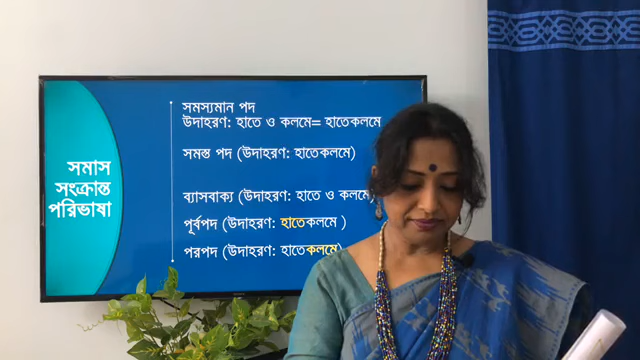 সমাস
সংক্রান্ত
পরিভাষা
সমস্যমান পদ
উদাহরণ: হাতে ও কলমে= হাতেকলমে
সমস্ত পদ (উদাহরণ: হাতেকলমে)
ব্যাসবাক্য (উদাহরণ: হাতে ও কলমে
পূর্বপদ (উদাহরণ: হাতেকলমে )
পরপদ (উদাহরণ: হাতেকলমে)